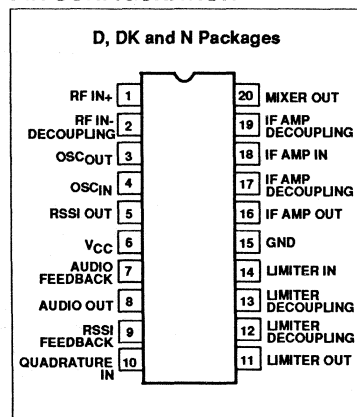 D, DK and N Packages
RF IN+ 1
RF IN-
DECOUPLING 2
OSCOUT 3
OSCIN 4
RSSI OUT 5
VCC 6
AUDIO
FEEDBACK 7
AUDIO OUT 8
RSSI
FEEDBACK 9
QUADRATURE
IN 10
20 MIXER OUT
19 IF AMP
DECOUPLING
18 IF AMP IN
17 IF AMP
DECOUPLING
16 IF AMP OUT
15 GND
14 LIMITER IN
13 LIMITER
DECOUPLING
12 LIMITER
DECOUPLING
11 LIMITER OUT